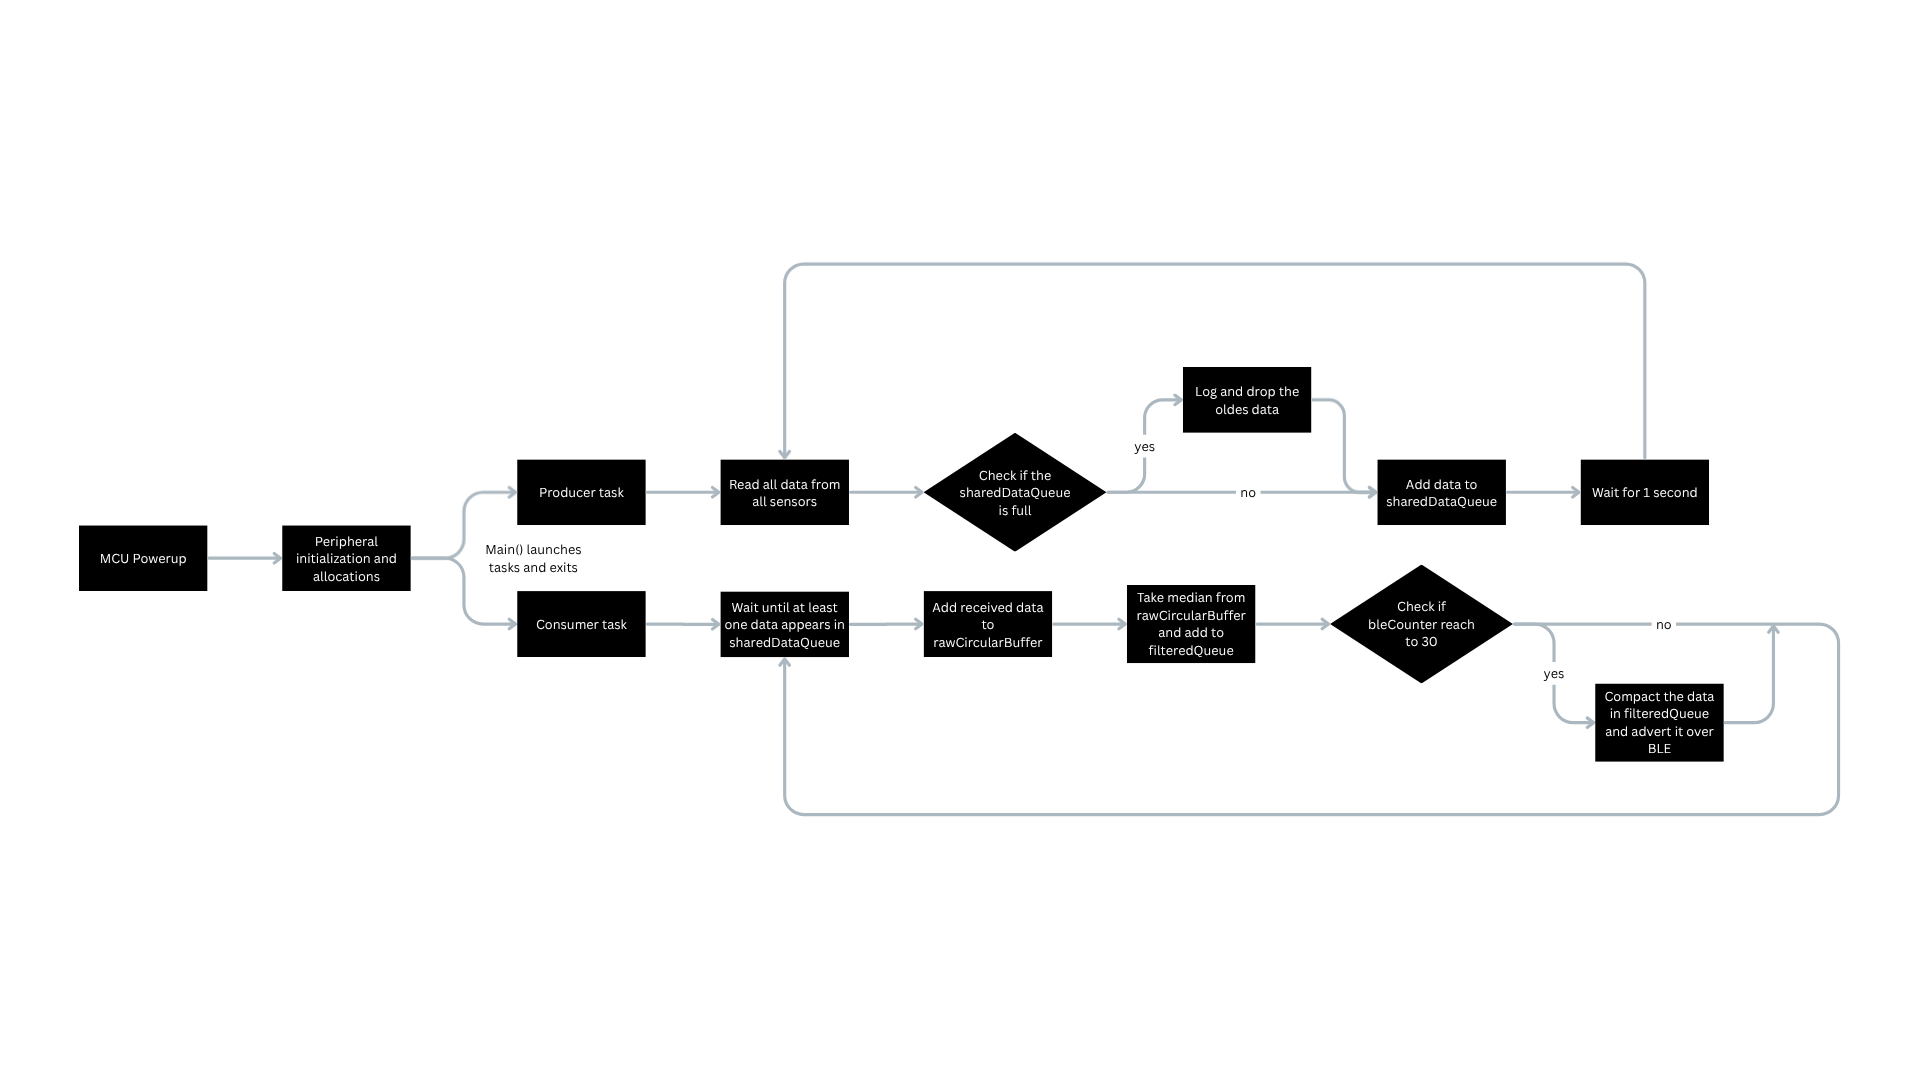 MCU Powerup
Peripheral
initialization and
allocations
Main() launches
tasks and exits
Producer task
Read all data from
all sensors
Check if the
sharedDataQueue
is full
yes
Log and drop the
oldes data
no
Add data to
sharedDataQueue
Wait for 1 second
Consumer task
Wait until at least
one data appears in
sharedDataQueue
Add received data
to
rawCircularBuffer
Take median from
rawCircularBuffer
and add to
filteredQueue
Check if
bleCounter reach
to 30
no
yes
Compact the data
in filteredQueue
and advert it over
BLE